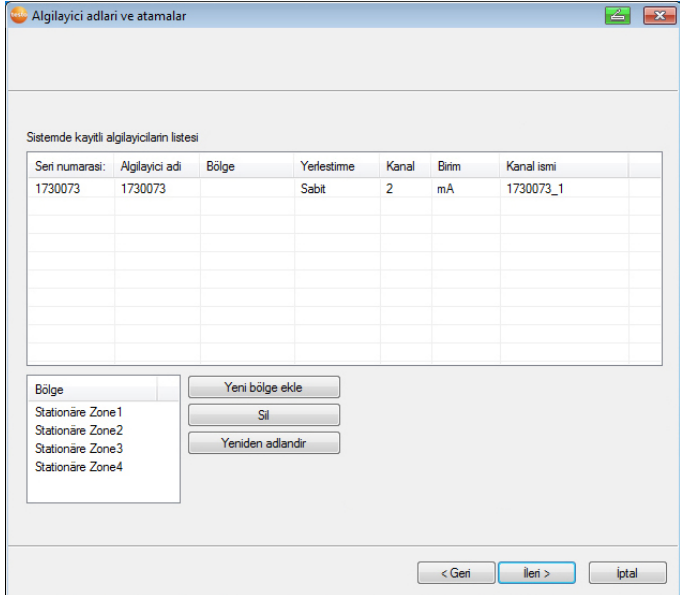 Algilayici adlari ve atamalar
Sistemde kayitli algilayicilarin listesi
Seri numarasi: Algilayici adi Bölge Yerlestirme Kanal Birim Kanal ismi
1730073 1730073 Sabit 2 mA 1730073_1
Bölge
Stationäre Zone1
Stationäre Zone2
Stationäre Zone3
Stationäre Zone4
Yeni bölge ekle
Sil
Yeniden adlandir
< Geri İleri > İptal